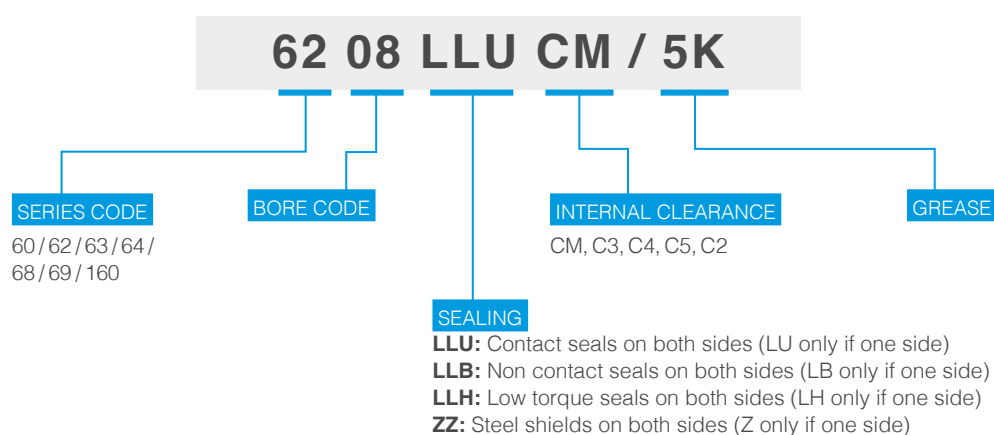 62 08 LLU CM / 5K
SERIES CODE
60 / 62 / 63 / 64 /
68 / 69 / 160
BORE CODE
INTERNAL CLEARANCE
CM, C3, C4, C5, C2
GREASE
SEALING
LLU: Contact seals on both sides (LU only if one side)
LLB: Non contact seals on both sides (LB only if one side)
LLH: Low torque seals on both sides (LH only if one side)
ZZ: Steel shields on both sides (Z only if one side)